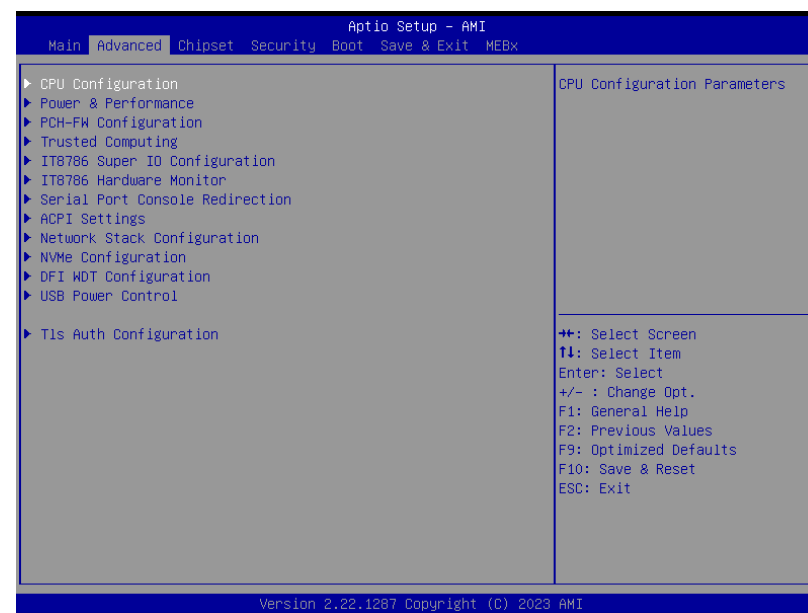 Aptio Setup – AMI
Main Advanced Chipset Security Boot Save & Exit MEBx
▶ CPU Configuration
▶ Power & Performance
▶ PCH-FW Configuration
▶ Trusted Computing
▶ IT8786 Super IO Configuration
▶ IT8786 Hardware Monitor
▶ Serial Port Console Redirection
▶ ACPI Settings
▶ Network Stack Configuration
▶ NVMe Configuration
▶ DFI WDT Configuration
▶ USB Power Control
▶ Tls Auth Configuration
CPU Configuration Parameters
→←: Select Screen
↑↓: Select Item
Enter: Select
+/- : Change Opt.
F1: General Help
F2: Previous Values
F9: Optimized Defaults
F10: Save & Reset
ESC: Exit
Version 2.22.1287 Copyright (C) 2023 AMI